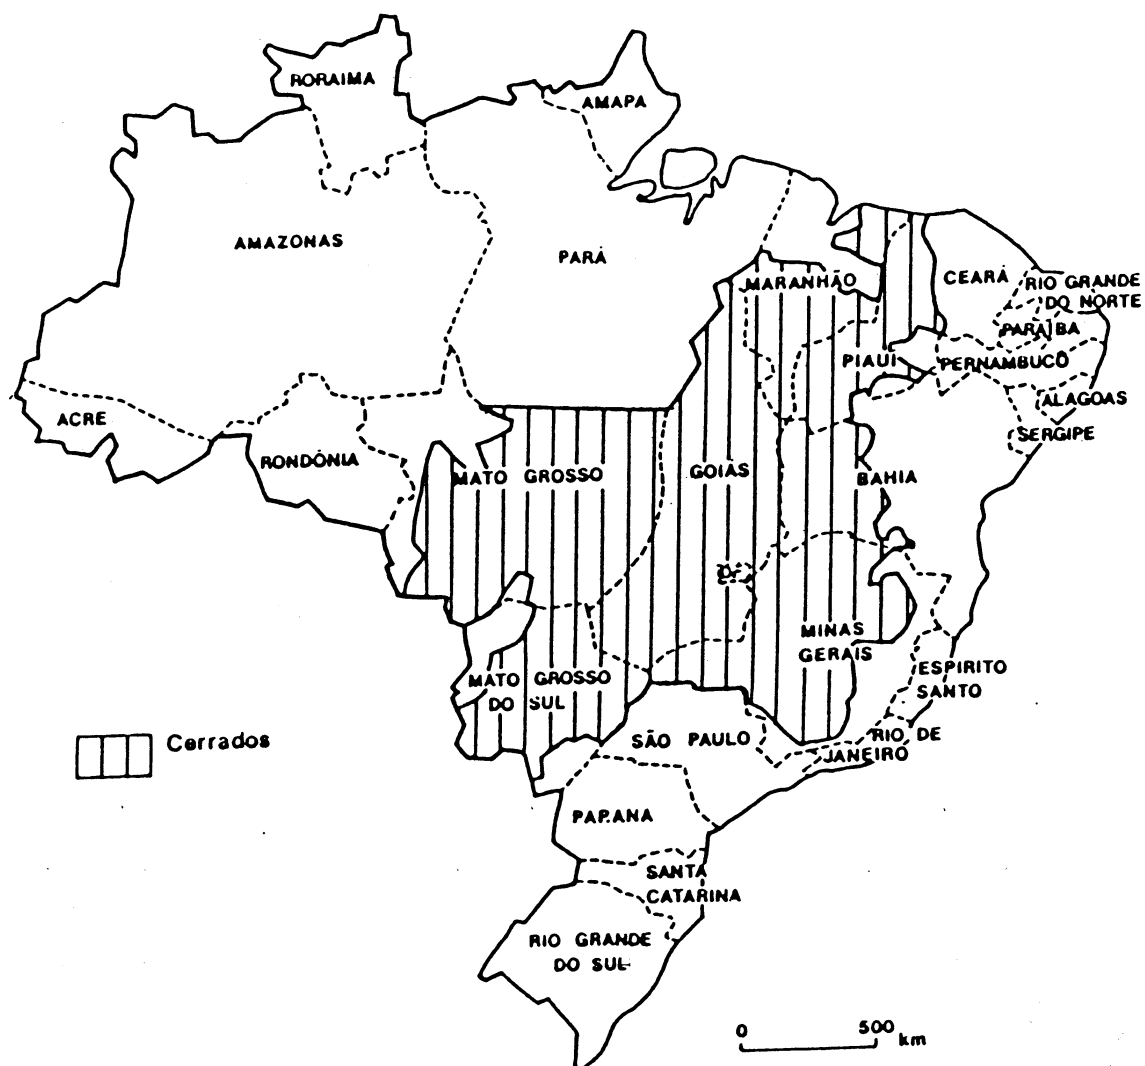 RORAIMA
AMAPA
AMAZONAS
PARÁ
MARANHÃO
CEARÁ
RIO GRANDE
DO NORTE
PARAÍBA
PIAUÍ
PERNAMBUCO
ALAGOAS
SERGIPE
ACRE
RONDÔNIA
MATO GROSSO
GOIÁS
BAHIA
DF
MINAS
GERAIS
ESPIRITO
SANTO
MATO GROSSO
DO SUL
RIO DE
JANEIRO
SÃO PAULO
Cerrados
PARANA
SANTA
CATARINA
RIO GRANDE
DO SUL
0 500 km